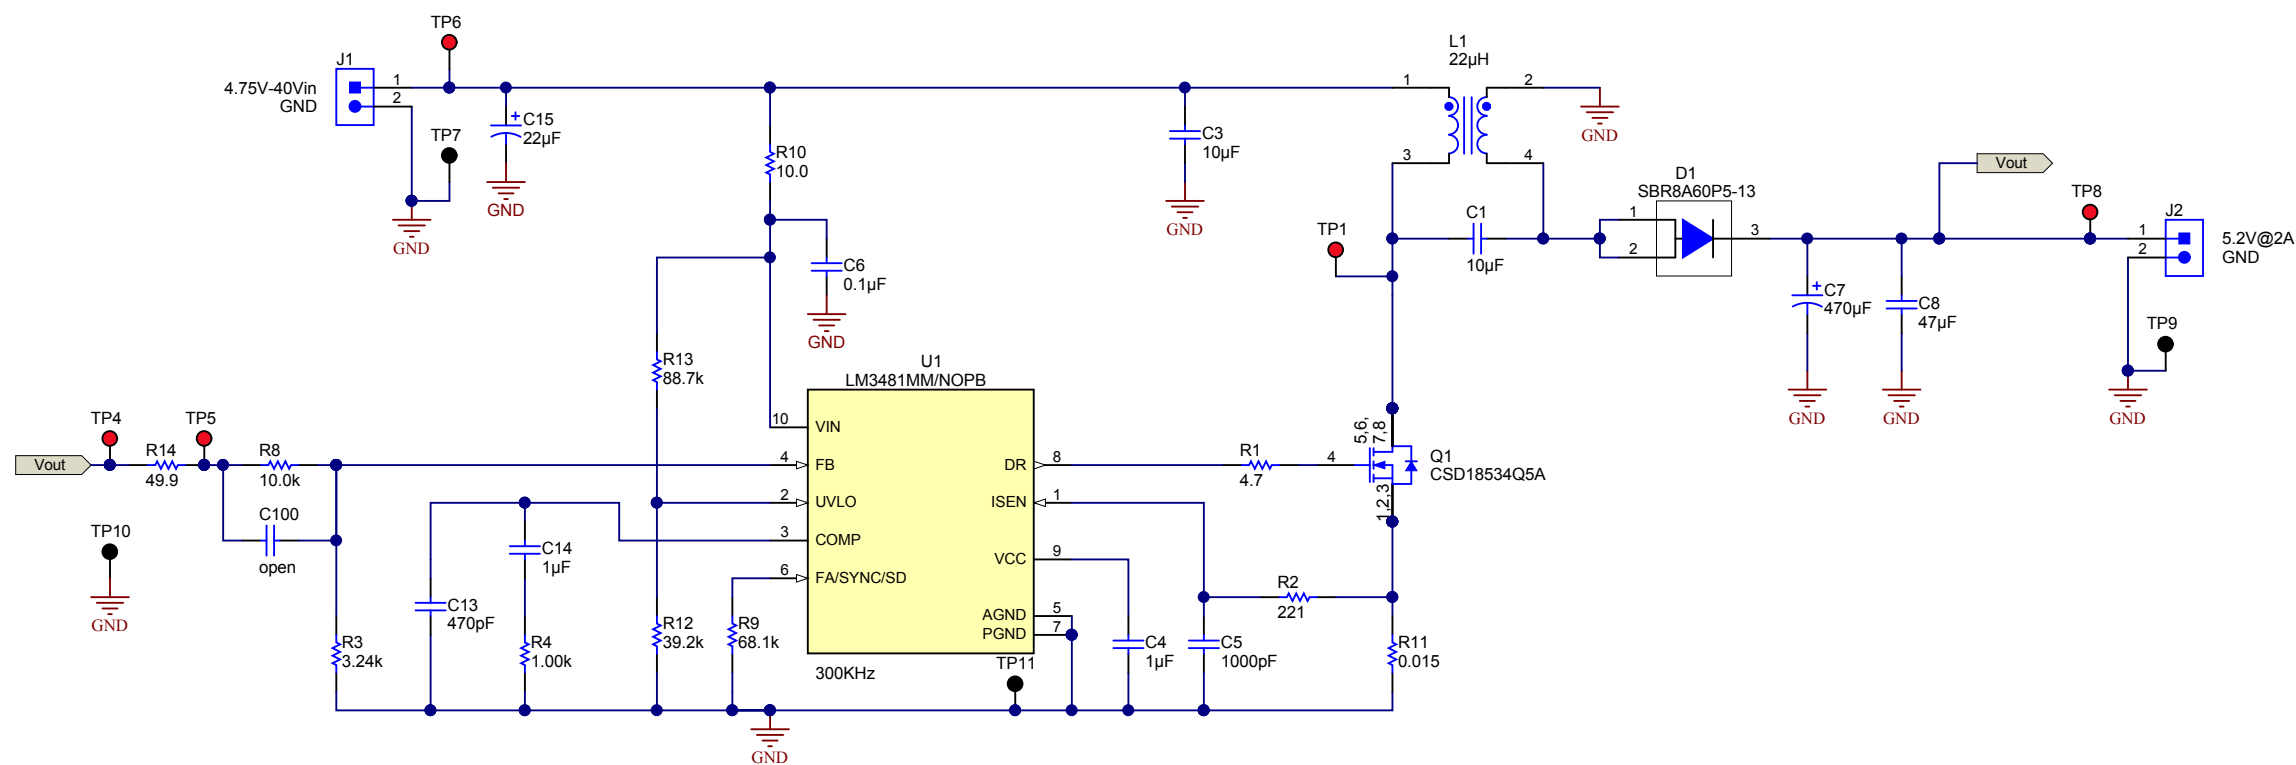 TP6
J1
4.75V-40Vin
GND
1
2
TP7
GND
C15
22µF
GND
R10
10.0
C6
0.1µF
GND
C3
10µF
GND
L1
22µH
1
2
3
4
GND
TP1
C1
10µF
D1
SBR8A60P5-13
1
2
3
Vout
TP8
J2
1
2
5.2V@2A
GND
C7
470µF
GND
C8
47µF
GND
TP9
GND
R13
88.7k
U1
LM3481MM/NOPB
10
VIN
4
FB
2
UVLO
3
COMP
6
FA/SYNC/SD
DR
8
ISEN
1
VCC
9
AGND
5
PGND
7
300KHz
TP11
TP4
TP5
Vout
R14
49.9
R8
10.0k
C100
open
TP10
GND
R3
3.24k
C13
470pF
C14
1µF
R4
1.00k
R12
39.2k
R9
68.1k
GND
R1
4.7
4
5,6,
7,8
1,2,3
Q1
CSD18534Q5A
R2
221
C4
1µF
C5
1000pF
R11
0.015